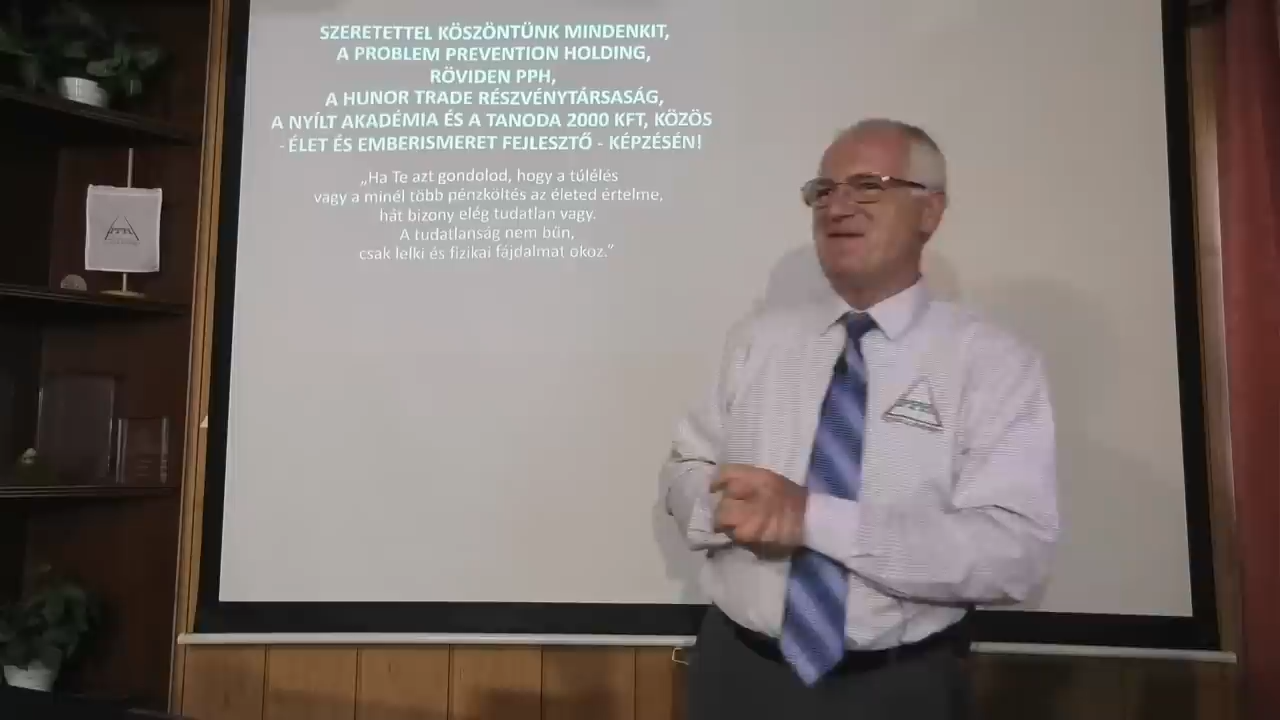 SZERETETTEL KÖSZÖNTÜNK MINDENKIT,
A PROBLEM PREVENTION HOLDING,
RÖVIDEN PPH,
A HUNOR TRADE RÉSZVÉNYTÁRSASÁG,
A NYÍLT AKADÉMIA ÉS A TANODA 2000 KFT, KÖZÖS
- ÉLET ÉS EMBERISMERET FEJLESZTŐ - KÉPZÉSÉN!
„Ha Te azt gondolod, hogy a túlélés
vagy a minél több pénzköltés az életed értelme,
hát bizony elég tudatlan vagy.
A tudatlanság nem bűn,
csak lelki és fizikai fájdalmat okoz.”